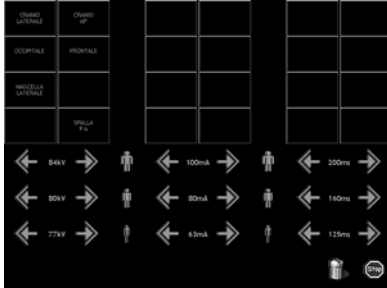 CRANIO
LATERALE
CRANIO
AP
OCCIPITALE
FRONTALE
MASCELLA
LATERALE
SPALLA
P/A
84kV
100mA
200ms
80kV
80mA
160ms
77kV
63mA
125ms
Stop